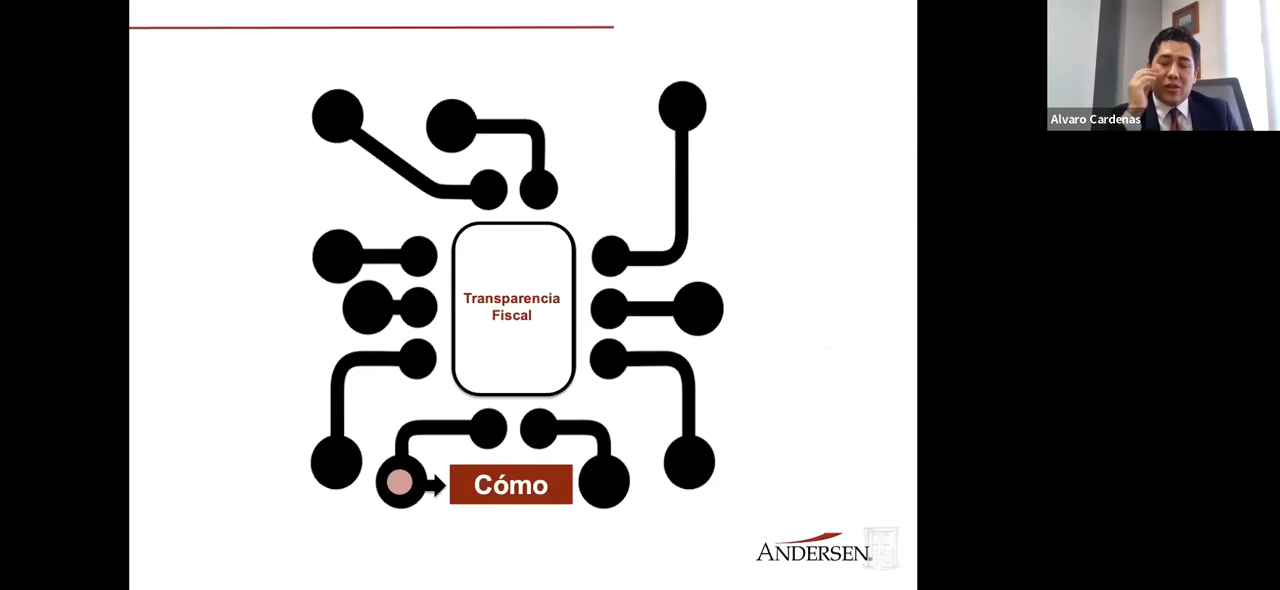 Alvaro Cardenas
Transparencia
Fiscal
Cómo
ANDERSEN